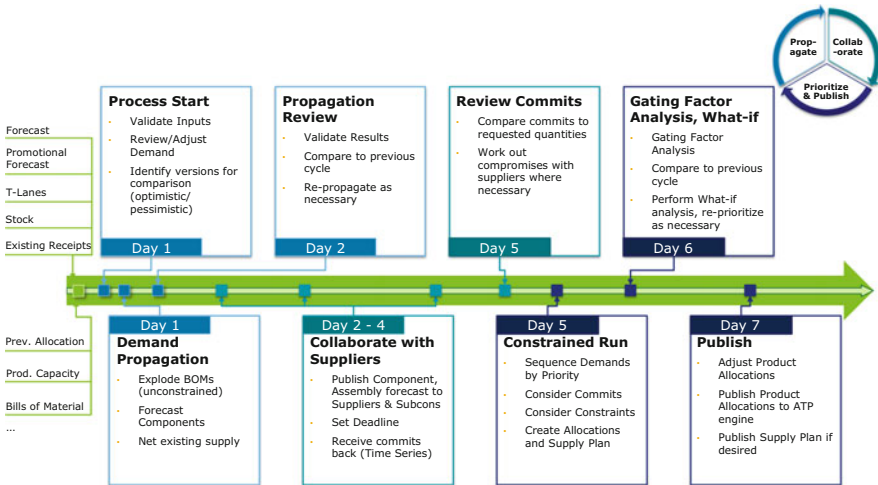 Prop-
agate
Collab
-orate
Prioritize
& Publish
Process Start
Validate Inputs
Review/Adjust
Demand
Identify versions for
comparison
(optimistic/
pessimistic)
Day 1
Propagation
Review
Validate Results
Compare to previous
cycle
Re-propagate as
necessary
Day 2
Review Commits
Compare commits to
requested quantities
Work out
compromises with
suppliers where
necessary
Day 5
Gating Factor
Analysis, What-if
Gating Factor
Analysis
Compare to previous
cycle
Perform What-if
analysis, re-prioritize
as necessary
Day 6
Forecast
Promotional
Forecast
T-Lanes
Stock
Existing Receipts
Prev. Allocation
Prod. Capacity
Bills of Material
...
Day 1
Demand
Propagation
Explode BOMs
(unconstrained)
Forecast
Components
Net existing supply
Day 2 - 4
Collaborate with
Suppliers
Publish Component,
Assembly forecast to
Suppliers & Subcons
Set Deadline
Receive commits
back (Time Series)
Day 5
Constrained Run
Sequence Demands
by Priority
Consider Commits
Consider Constraints
Create Allocations
and Supply Plan
Day 7
Publish
Adjust Product
Allocations
Publish Product
Allocations to ATP
engine
Publish Supply Plan if
desired